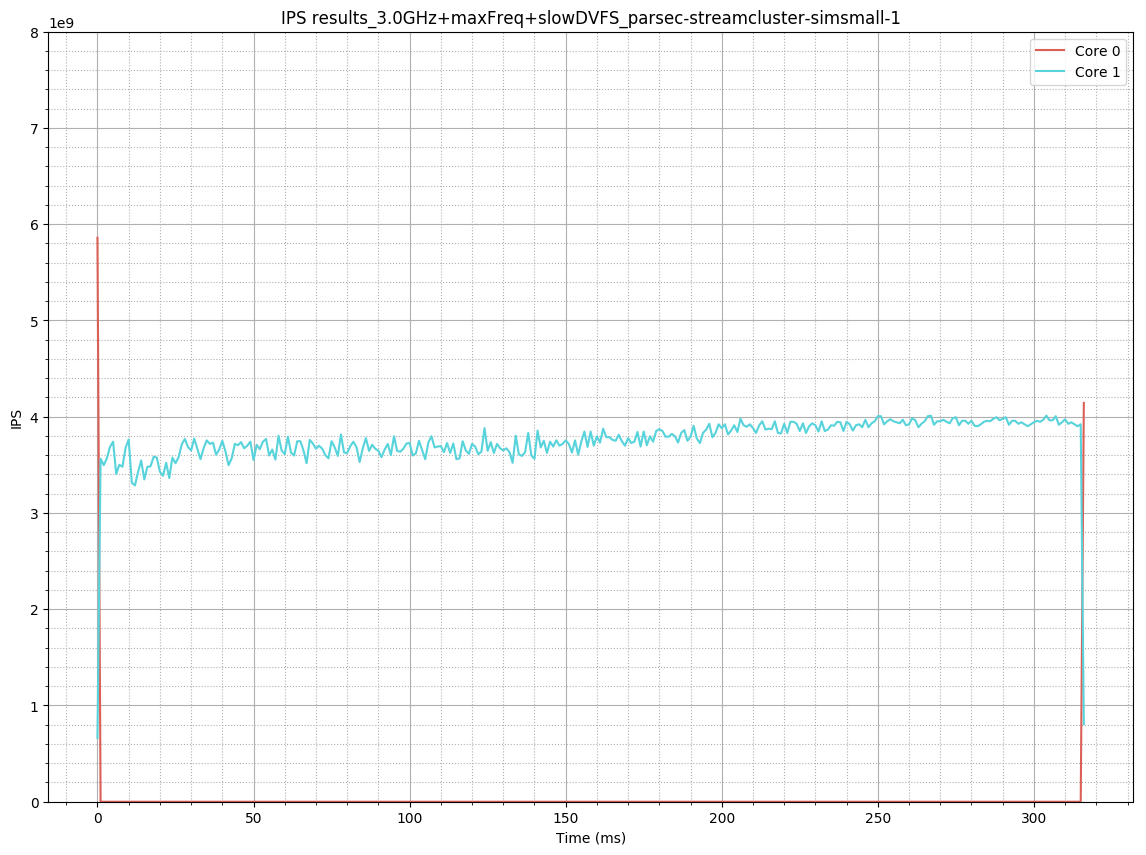 IPS results_3.0GHz+maxFreq+slowDVFS_parsec-streamcluster-simsmall-1
1e9
8
7
6
5
4
3
2
1
0
IPS
Core 0
Core 1
0 50 100 150 200 250 300
Time (ms)